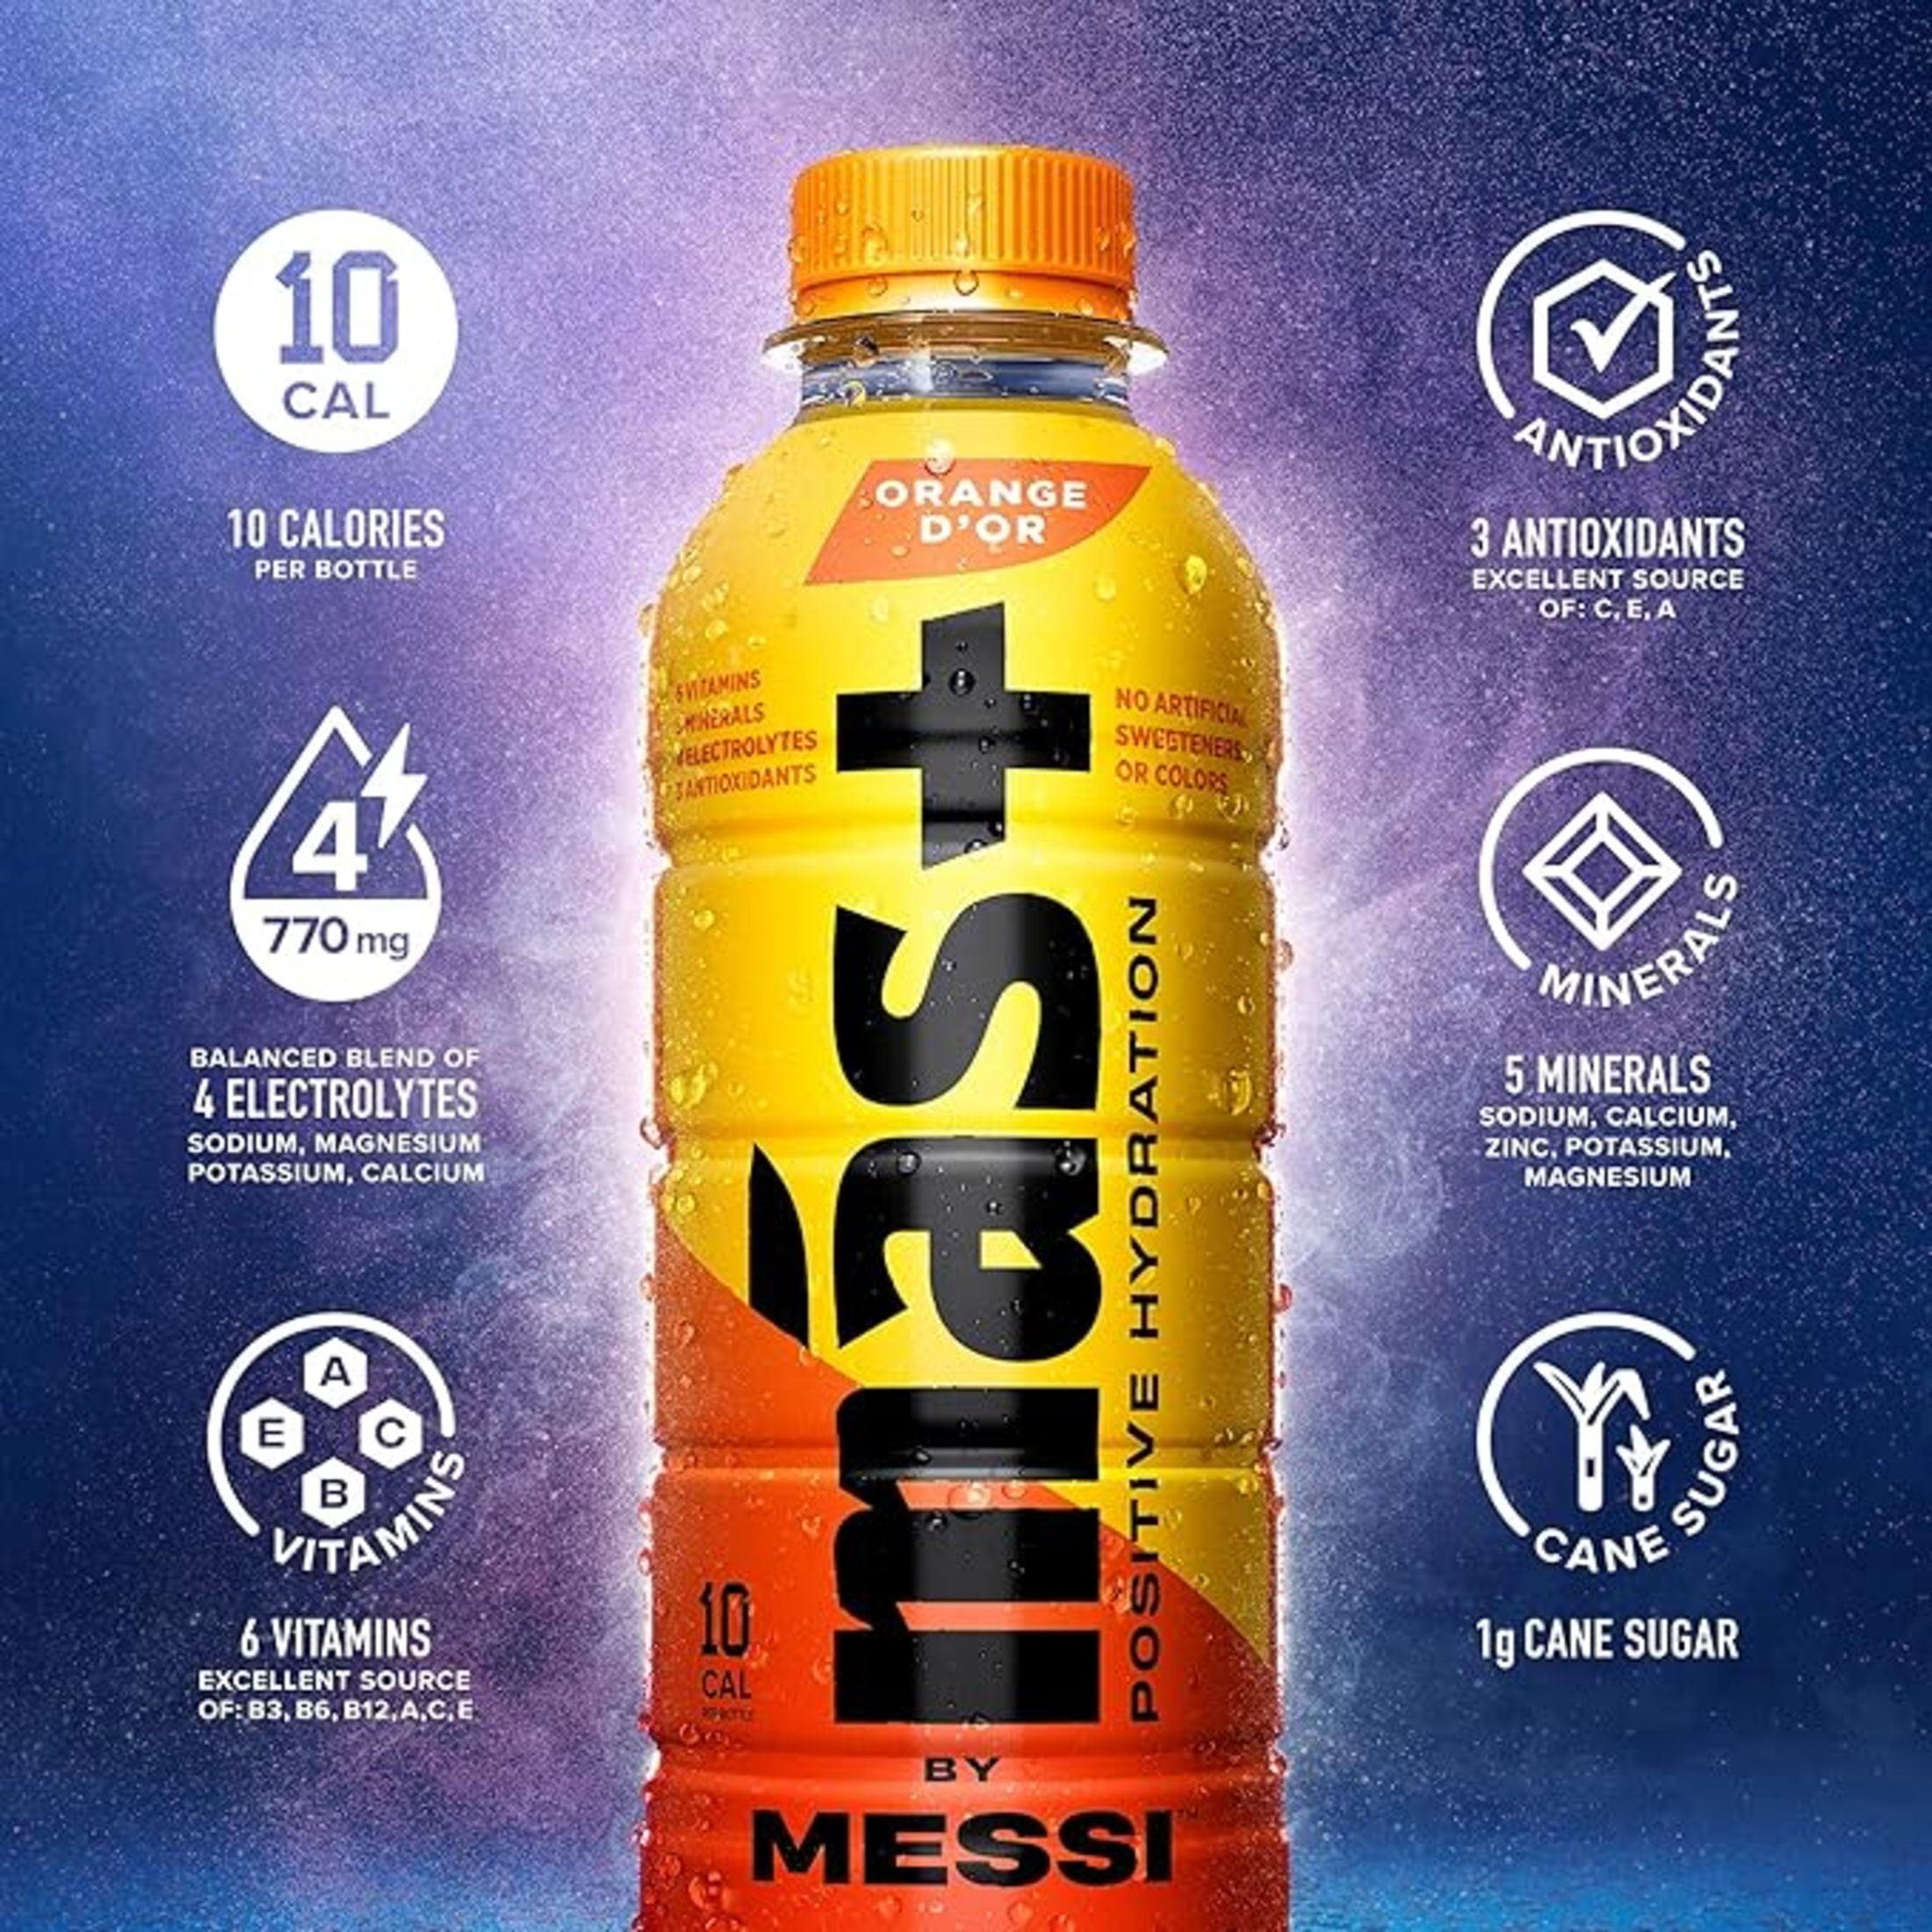 10
CAL
10 CALORIES
PER BOTTLE
4
770 mg
BALANCED BLEND OF
4 ELECTROLYTES
SODIUM, MAGNESIUM
POTASSIUM, CALCIUM
A
E C
B
VITAMINS
6 VITAMINS
EXCELLENT SOURCE
OF: B3, B6, B12, A, C, E
ORANGE
D'OR
6 VITAMINS
MINERALS
ELECTROLYTES
3 ANTIOXIDANTS
NO ARTIFICIAL
SWEETENERS
OR COLORS
más+
POSITIVE HYDRATION
10
CAL
PER BOTTLE
BY
MESSI™
ANTIOXIDANTS
3 ANTIOXIDANTS
EXCELLENT SOURCE
OF: C, E, A
MINERALS
5 MINERALS
SODIUM, CALCIUM,
ZINC, POTASSIUM,
MAGNESIUM
CANE SUGAR
1g CANE SUGAR